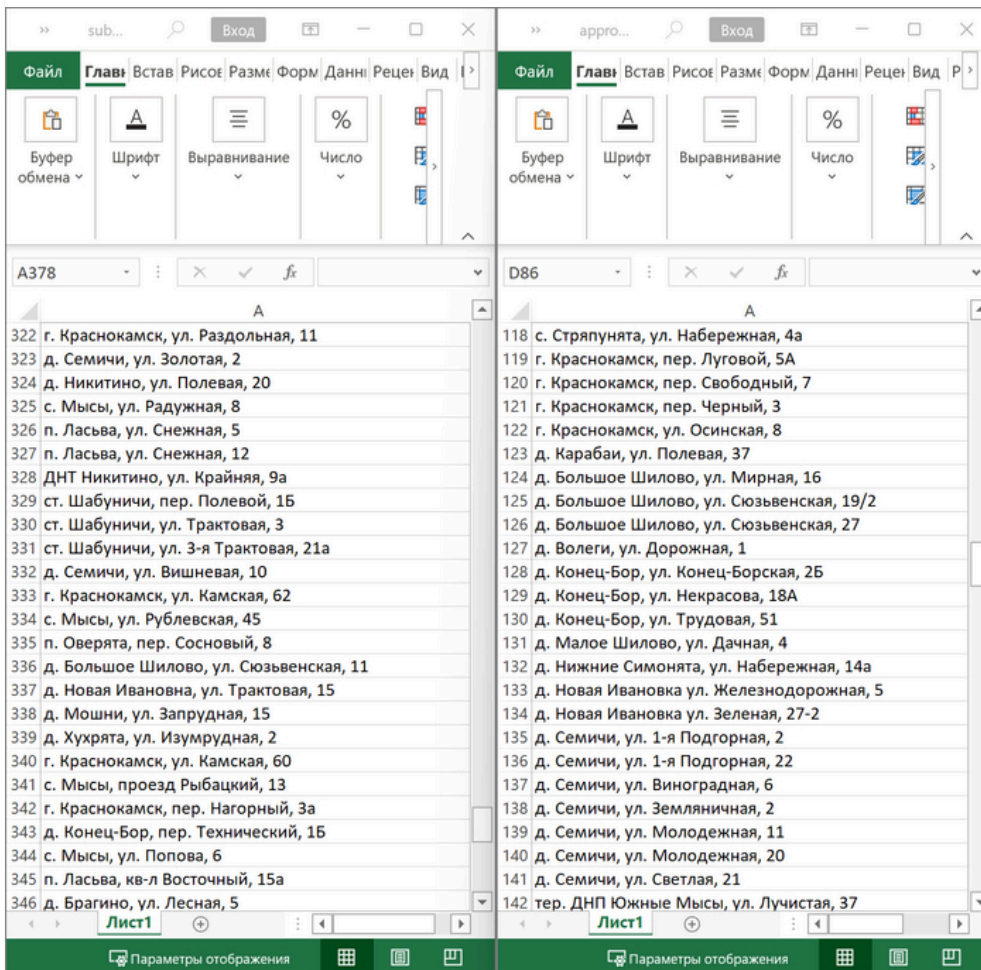 sub...
Вход
Файл
Главн Встав Рисов Разме Форм Данны Рецен Вид
Буфер обмена
Шрифт
Выравнивание
%
Число
A378
fx
A
322 г. Краснокамск, ул. Раздольная, 11
323 д. Семичи, ул. Золотая, 2
324 д. Никитино, ул. Полевая, 20
325 с. Мысы, ул. Радужная, 8
326 п. Ласьва, ул. Снежная, 5
327 п. Ласьва, ул. Снежная, 12
328 ДНТ Никитино, ул. Крайняя, 9а
329 ст. Шабуничи, пер. Полевой, 1Б
330 ст. Шабуничи, ул. Трактовая, 3
331 ст. Шабуничи, ул. 3-я Трактовая, 21а
332 д. Семичи, ул. Вишневая, 10
333 г. Краснокамск, ул. Камская, 62
334 с. Мысы, ул. Рублевская, 45
335 п. Оверята, пер. Сосновый, 8
336 д. Большое Шилово, ул. Сюзьвенская, 11
337 д. Новая Ивановна, ул. Трактовая, 15
338 д. Мошни, ул. Запрудная, 15
339 д. Хухрята, ул. Изумрудная, 2
340 г. Краснокамск, ул. Камская, 60
341 с. Мысы, проезд Рыбацкий, 13
342 г. Краснокамск, пер. Нагорный, 3а
343 д. Конец-Бор, пер. Технический, 1Б
344 с. Мысы, ул. Попова, 6
345 п. Ласьва, кв-л Восточный, 15а
346 д. Брагино, ул. Лесная, 5
Лист1
Параметры отображения
appro...
Вход
Файл
Главн Встав Рисов Разме Форм Данны Рецен Вид Р
Буфер обмена
Шрифт
Выравнивание
%
Число
D86
fx
A
118 с. Стряпунята, ул. Набережная, 4а
119 г. Краснокамск, пер. Луговой, 5А
120 г. Краснокамск, пер. Свободный, 7
121 г. Краснокамск, пер. Черный, 3
122 г. Краснокамск, ул. Осинская, 8
123 д. Карабаи, ул. Полевая, 37
124 д. Большое Шилово, ул. Мирная, 16
125 д. Большое Шилово, ул. Сюзьвенская, 19/2
126 д. Большое Шилово, ул. Сюзьвенская, 27
127 д. Волеги, ул. Дорожная, 1
128 д. Конец-Бор, ул. Конец-Борская, 2Б
129 д. Конец-Бор, ул. Некрасова, 18А
130 д. Конец-Бор, ул. Трудовая, 51
131 д. Малое Шилово, ул. Дачная, 4
132 д. Нижние Симонята, ул. Набережная, 14а
133 д. Новая Ивановка ул. Железнодорожная, 5
134 д. Новая Ивановка ул. Зеленая, 27-2
135 д. Семичи, ул. 1-я Подгорная, 2
136 д. Семичи, ул. 1-я Подгорная, 22
137 д. Семичи, ул. Виноградная, 6
138 д. Семичи, ул. Земляничная, 2
139 д. Семичи, ул. Молодежная, 11
140 д. Семичи, ул. Молодежная, 20
141 д. Семичи, ул. Светлая, 21
142 тер. ДНП Южные Мысы, ул. Лучистая, 37
Лист1
Параметры отображения